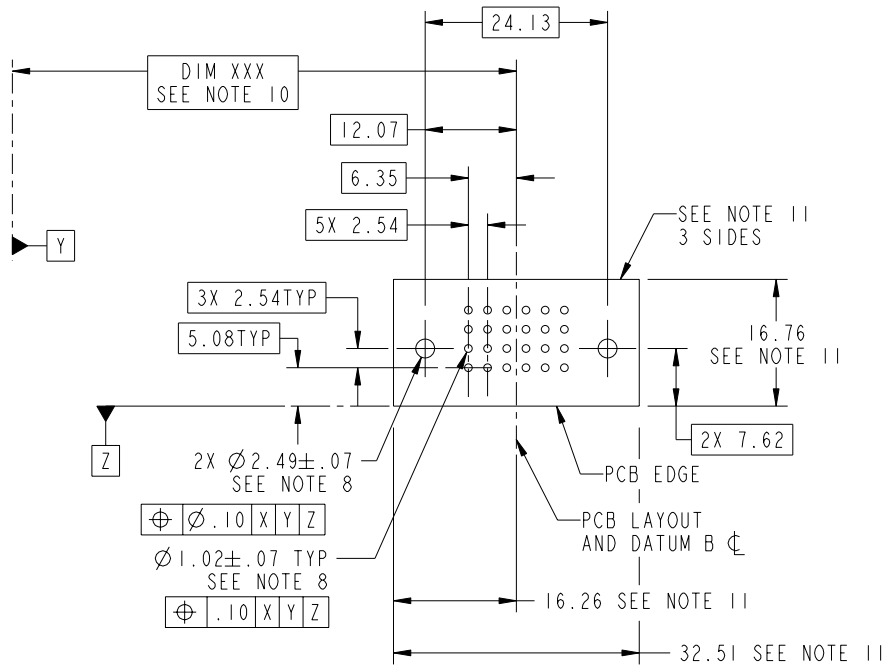 24.13
DIM XXX
SEE NOTE 10
12.07
6.35
5X 2.54
SEE NOTE 11
3 SIDES
Y
3X 2.54TYP
5.08TYP
16.76
SEE NOTE 11
Z
2X 7.62
2X Ø2.49±.07
SEE NOTE 8
PCB EDGE
⌖ Ø.10 X Y Z
PCB LAYOUT
AND DATUM B ℄
Ø1.02±.07 TYP
SEE NOTE 8
⌖ .10 X Y Z
16.26 SEE NOTE 11
32.51 SEE NOTE 11